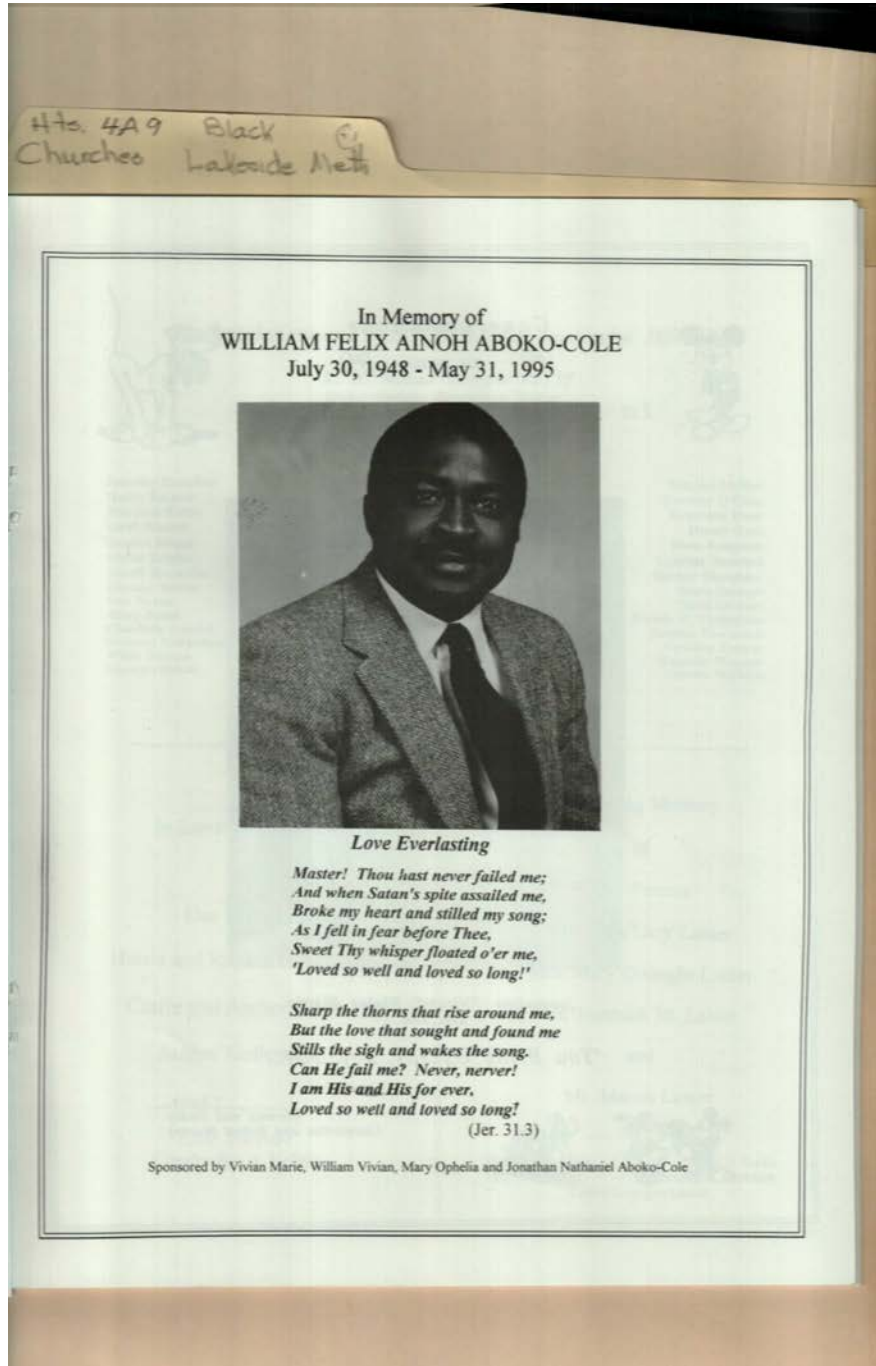 Hts. 4A9 Black
Churches Lakeside Meth
In Memory of
WILLIAM FELIX AINOH ABOKO-COLE
July 30, 1948 - May 31, 1995
Love Everlasting
Master! Thou hast never failed me;
And when Satan's spite assailed me,
Broke my heart and stilled my song;
As I fell in fear before Thee,
Sweet Thy whisper floated o'er me,
'Loved so well and loved so long!'
Sharp the thorns that rise around me,
But the love that sought and found me
Stills the sigh and wakes the song.
Can He fail me? Never, nerver!
I am His and His for ever,
Loved so well and loved so long!
(Jer. 31.3)
Sponsored by Vivian Marie, William Vivian, Mary Ophelia and Jonathan Nathaniel Aboko-Cole